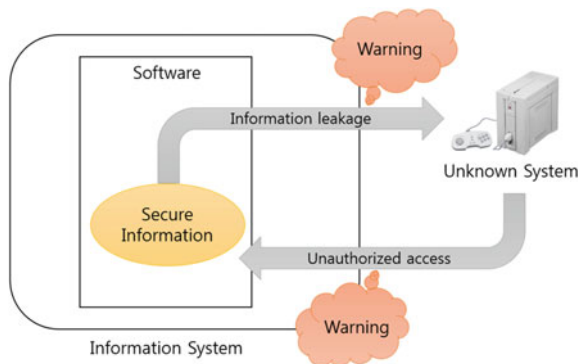 Warning
Software
Information leakage
Unknown System
Secure
Information
Unauthorized access
Warning
Information System